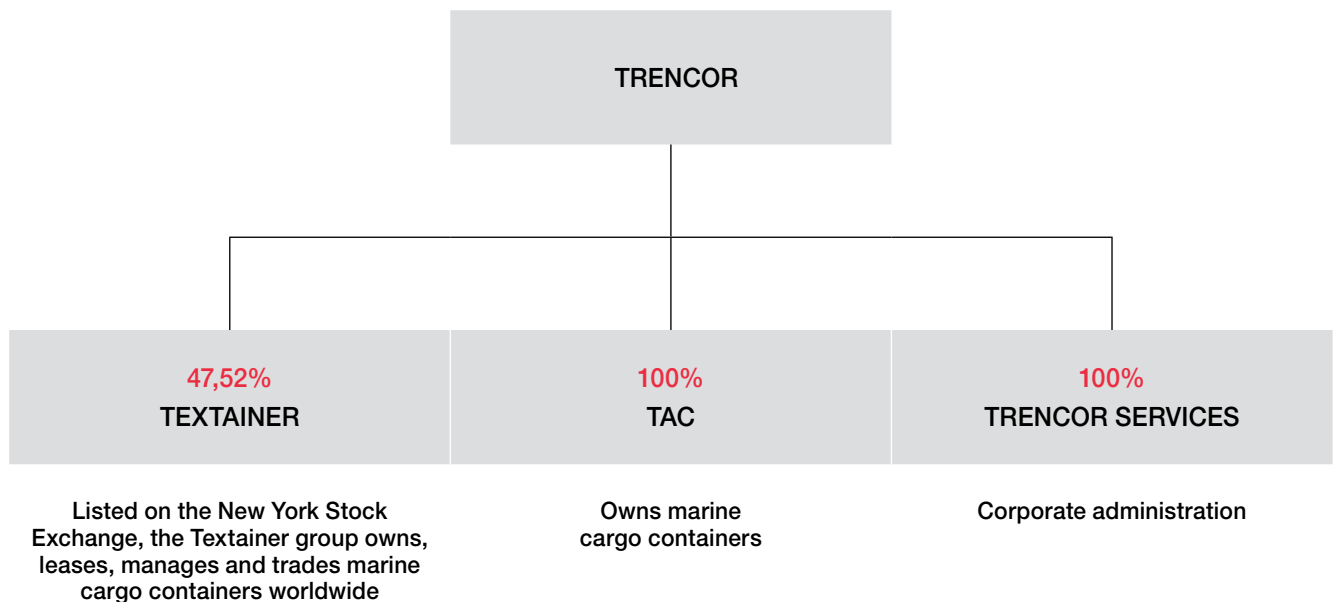 TRENCOR
47,52%
TEXTAINER
100%
TAC
100%
TRENCOR SERVICES
Listed on the New York Stock
Exchange, the Textainer group owns,
leases, manages and trades marine
cargo containers worldwide
Owns marine
cargo containers
Corporate administration